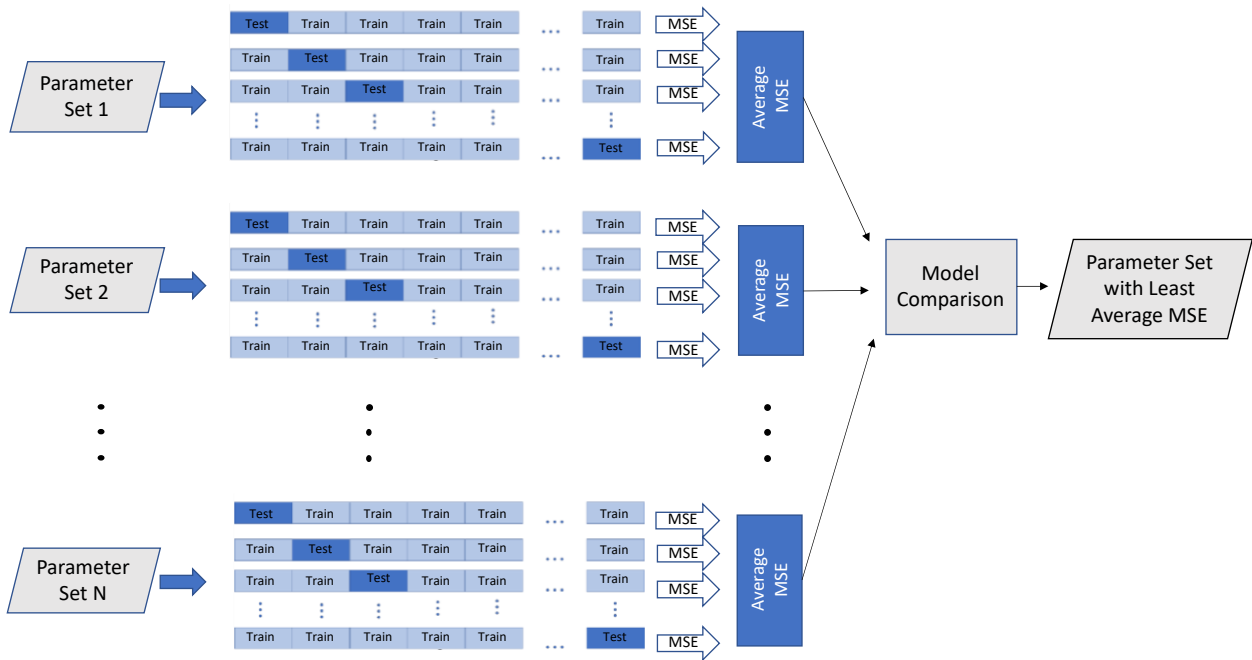 Test Train Train Train Train ... Train MSE
Train Test Train Train Train ... Train MSE
Parameter
Set 1
Train Train Test Train Train ... Train MSE
Train Train Train Train Train ... Test MSE
Average
MSE
Test Train Train Train Train ... Train MSE
Train Test Train Train Train ... Train MSE
Parameter
Set 2
Train Train Test Train Train ... Train MSE
Train Train Train Train Train ... Test MSE
Average
MSE
Model
Comparison
Parameter Set
with Least
Average MSE
Test Train Train Train Train ... Train MSE
Train Test Train Train Train ... Train MSE
Parameter
Set N
Train Train Test Train Train ... Train MSE
Train Train Train Train Train ... Test MSE
Average
MSE